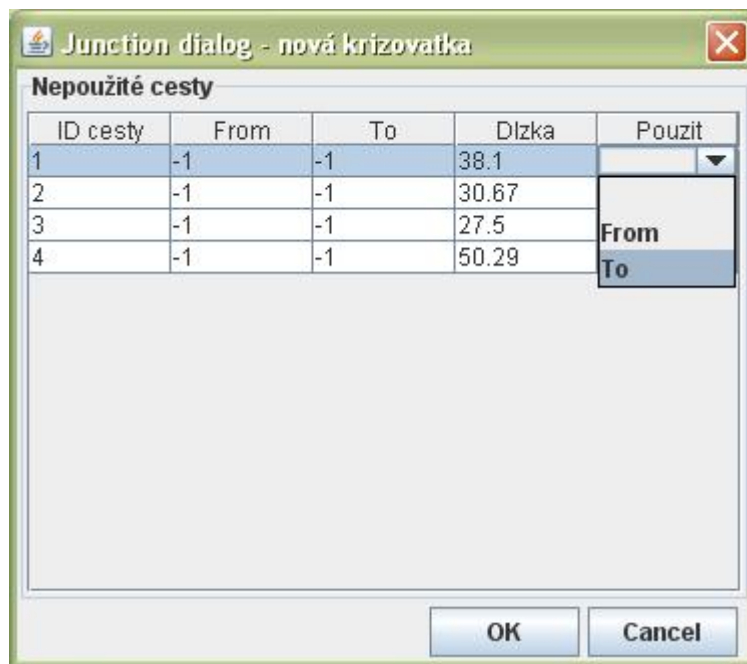 Junction dialog - nová krizovatka
Nepoužité cesty
ID cesty From To Dlzka Pouzit
1 -1 -1 38.1
2 -1 -1 30.67
3 -1 -1 27.5 From
4 -1 -1 50.29 To
OK Cancel